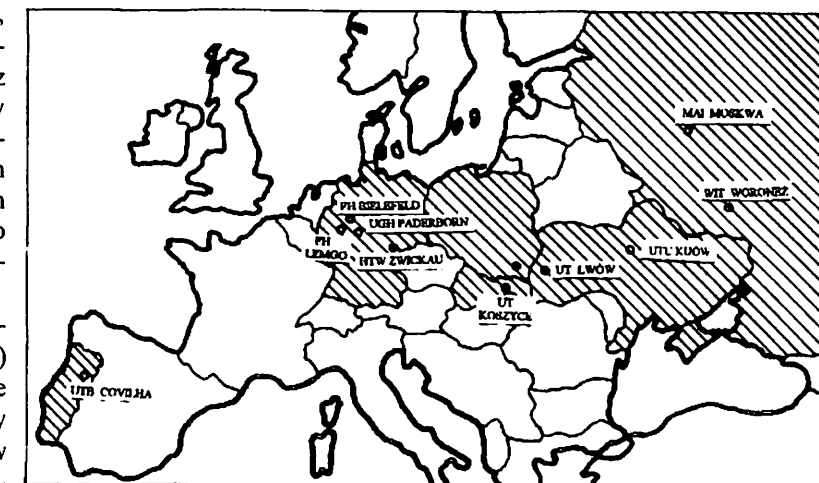 MAI MOSKWA
WIT WORONEŻ
PH BIELEFELD
UGH PADERBORN
PH
LEMGO
HTW ZWICKAU
UT LWÓW
UTL KIJÓW
UT
KOSZYCE
UTB COVILHA